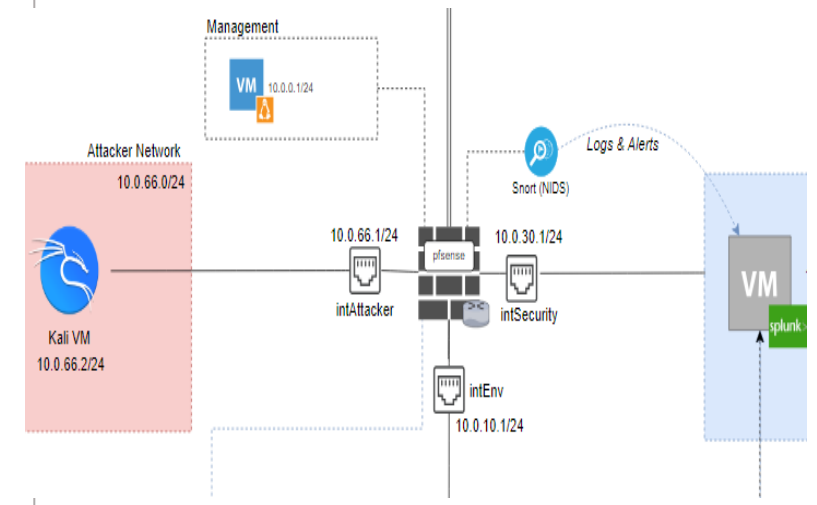 Management
VM
10.0.0.1/24
Attacker Network
10.0.66.0/24
Logs & Alerts
Snort (NIDS)
10.0.66.1/24
pfsense
10.0.30.1/24
intAttacker
intSecurity
VM
splunk>
Kali VM
10.0.66.2/24
intEnv
10.0.10.1/24